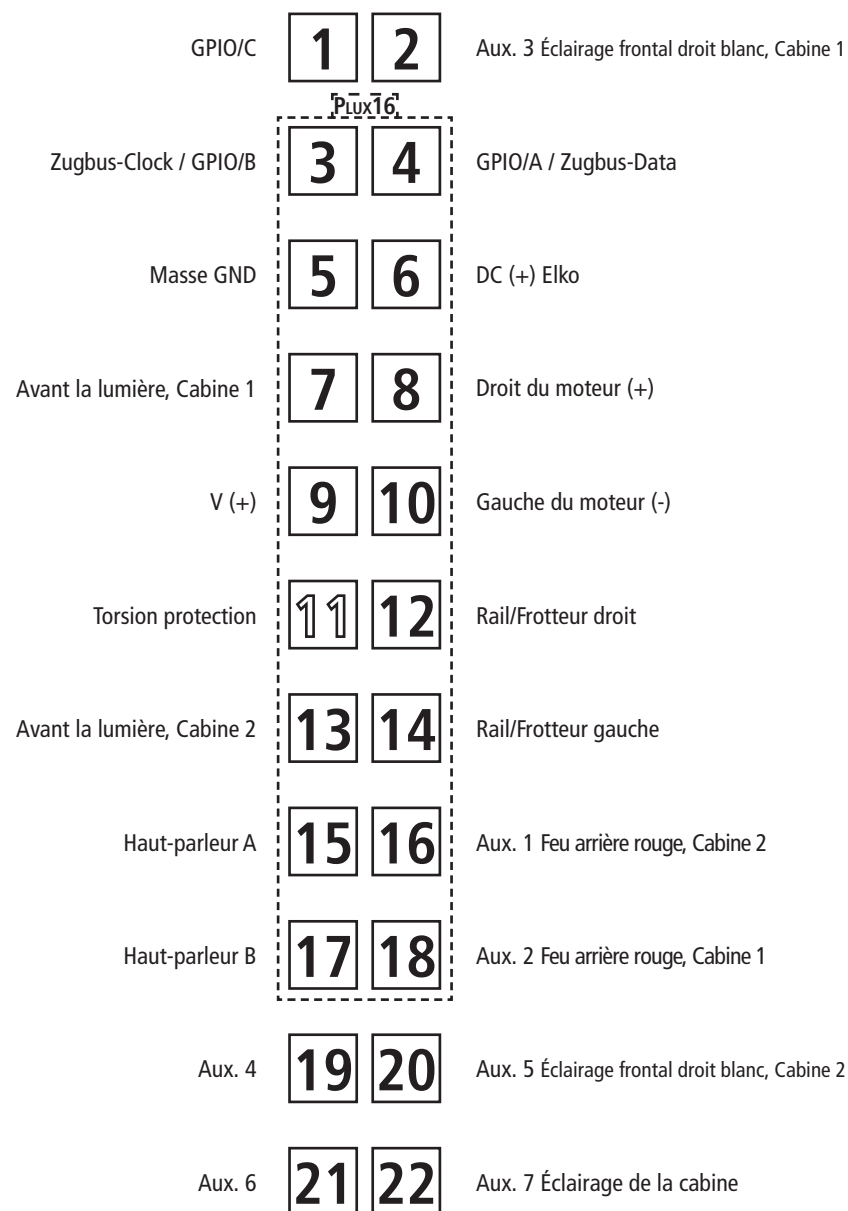 GPIO/C 1 2 Aux. 3 Éclairage frontal droit blanc, Cabine 1
PLUX16
Zugbus-Clock / GPIO/B 3 4 GPIO/A / Zugbus-Data
Masse GND 5 6 DC (+) Elko
Avant la lumière, Cabine 1 7 8 Droit du moteur (+)
V (+) 9 10 Gauche du moteur (-)
Torsion protection 11 12 Rail/Frotteur droit
Avant la lumière, Cabine 2 13 14 Rail/Frotteur gauche
Haut-parleur A 15 16 Aux. 1 Feu arrière rouge, Cabine 2
Haut-parleur B 17 18 Aux. 2 Feu arrière rouge, Cabine 1
Aux. 4 19 20 Aux. 5 Éclairage frontal droit blanc, Cabine 2
Aux. 6 21 22 Aux. 7 Éclairage de la cabine